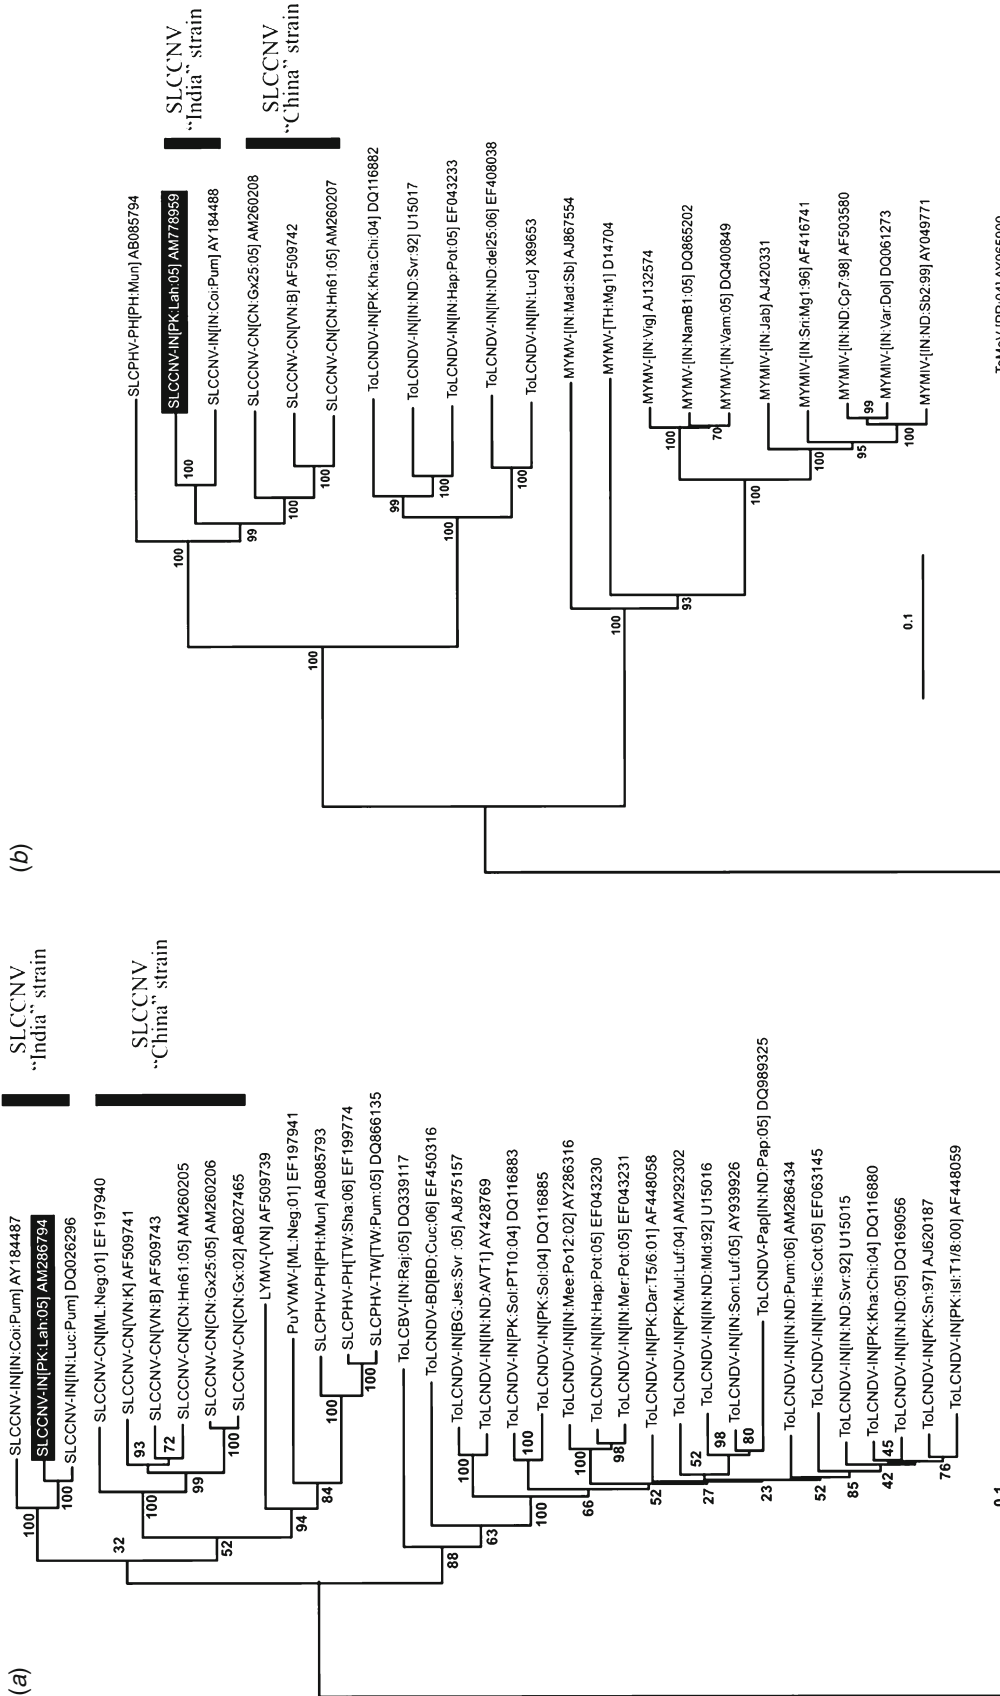 (a)
SLCCNV
"India" strain
SLCCNV
"China" strain
SLCCNV-IN[IN:Coi:Pum] AY184487
SLCCNV-IN[PK:Lah:05] AM286794
SLCCNV-IN[IN:Luc:Pum] DQ026296
SLCCNV-CN[ML:Neg:01] EF197940
SLCCNV-CN[VN:K] AF509741
SLCCNV-CN[VN:B] AF509743
SLCCNV-CN[CN:Hn61:05] AM260205
SLCCNV-CN[CN:Gx25:05] AM260206
SLCCNV-CN[CN:Gx:02] AB027465
LYMV-[VN] AF509739
PuYVMV-[ML:Neg:01] EF197941
SLCPHV-PH[PH:Mun] AB085793
SLCPHV-PH[TW:Sha:06] EF199774
SLCPHV-TW[TW:Pum:05] DQ866135
ToLCBV-[IN:Raj:05] DQ339117
ToLCNDV-BD[BD:Cuc:06] EF450316
ToLCNDV-IN[BG:Jes:Svr :05] AJ875157
ToLCNDV-IN[IN:ND:AVT1] AY428769
ToLCNDV-IN[PK:Sol:PT10:04] DQ116883
ToLCNDV-IN[PK:Sol:04] DQ116885
ToLCNDV-IN[IN:Mee:Po12:02] AY286316
ToLCNDV-IN[IN:Hap:Pot:05] EF043230
ToLCNDV-IN[IN:Mer:Pot:05] EF043231
ToLCNDV-IN[PK:Dar:T5/6:01] AF448058
ToLCNDV-IN[PK:Mul:Luf:04] AM292302
ToLCNDV-IN[IN:ND:Mld:92] U15016
ToLCNDV-IN[IN:Son:Luf:05] AY939926
ToLCNDV-Pap[IN:ND:Pap:05] DQ989325
ToLCNDV-IN[IN:ND:Pum:06] AM286434
ToLCNDV-IN[IN:His:Cot:05] EF063145
ToLCNDV-IN[IN:ND:Svr:92] U15015
ToLCNDV-IN[PK:Kha:Chi:04] DQ116880
ToLCNDV-IN[IN:ND:05] DQ169056
ToLCNDV-IN[PK:Sn:97] AJ620187
ToLCNDV-IN[PK:Isl:T1/8:00] AF448059
100
100
32
93
72
100
99
100
52
94
84
100
100
88
63
100
100
100
66
100
98
52
52
27
98
80
23
52
85
42
45
76
0.1
(b)
SLCCNV
"India" strain
SLCCNV
"China" strain
SLCPHV-PH[PH:Mun] AB085794
SLCCNV-IN[PK:Lah:05] AM778959
SLCCNV-IN[IN:Coi:Pum] AY184488
SLCCNV-CN[CN:Gx25:05] AM260208
SLCCNV-CN[VN:B] AF509742
SLCCNV-CN[CN:Hn61:05] AM260207
ToLCNDV-IN[PK:Kha:Chi:04] DQ116882
ToLCNDV-IN[IN:ND:Svr:92] U15017
ToLCNDV-IN[IN:Hap:Pot:05] EF043233
ToLCNDV-IN[IN:ND:del25:06] EF408038
ToLCNDV-IN[IN:Luc] X89653
MYMV-[IN:Mad:Sb] AJ867554
MYMV-[TH:Mg1] D14704
MYMV-[IN:Vig] AJ132574
MYMV-[IN:NamB1:05] DQ865202
MYMV-[IN:Vam:05] DQ400849
MYMIV-[IN:Jab] AJ420331
MYMIV-[IN:Sri:Mg1:96] AF416741
MYMIV-[IN:ND:Cp7:98] AF503580
MYMIV-[IN:Var:Dol] DQ061273
MYMIV-[IN:ND:Sb2:99] AY049771
100
100
99
100
100
100
99
100
100
100
100
93
100
70
100
100
95
99
100
0.1